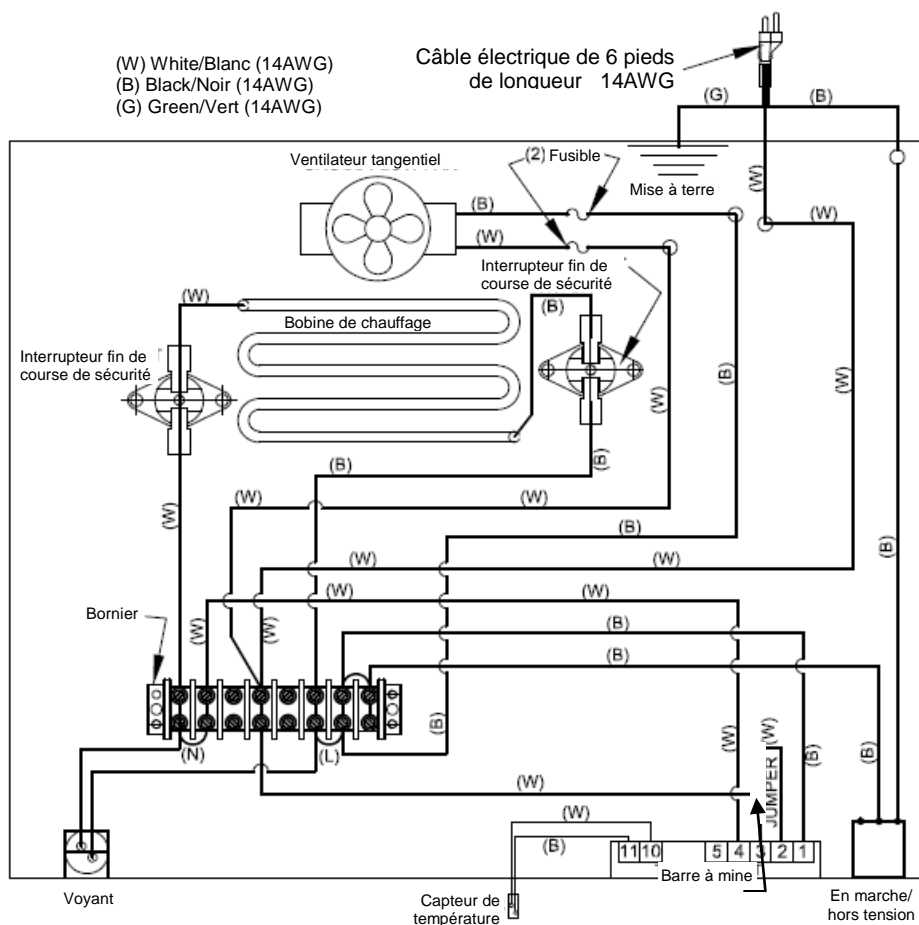 (W) White/Blanc (14AWG)
(B) Black/Noir (14AWG)
(G) Green/Vert (14AWG)
Câble électrique de 6 pieds
de longueur 14AWG
(G)
(B)
Ventilateur tangentiel
(2) Fusible
Mise à terre
(W)
(W)
(B)
(W)
Interrupteur fin de
course de sécurité
(W)
(B)
Bobine de chauffage
Interrupteur fin de
course de sécurité
(B)
(W)
(W)
(B)
(B)
(W)
(W)
(W)
(B)
(B)
(W)
(W)
(W)
(W)
Bornier
(W)
(W)
(B)
(B)
(B)
(N)
(L)
(W)
(W)
(B)
(B)
(W)
JUMPER
(W)
(B)
11 10 5 4 3 2 1
Barre à mine
Voyant
Capteur de
température
En marche/
hors tension